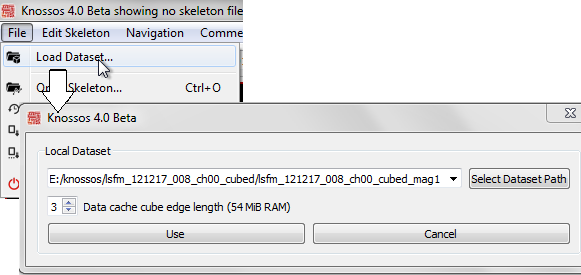 Knossos 4.0 Beta showing no skeleton file
File Edit Skeleton Navigation Comme
Load Dataset...
Skeleton... Ctrl+O
Knossos 4.0 Beta
Local Dataset
E:/knossos/lsfm_121217_008_ch00_cubed/lsfm_121217_008_ch00_cubed_mag1 Select Dataset Path
3 Data cache cube edge length (54 MiB RAM)
Use Cancel